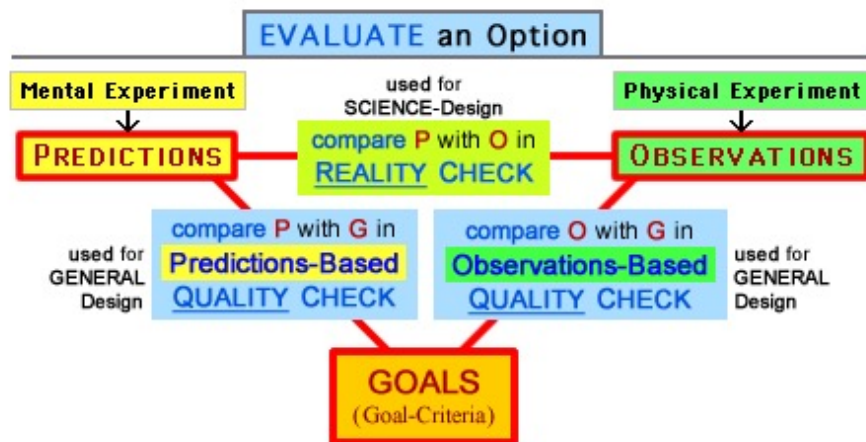 EVALUATE an Option
Mental Experiment
used for
SCIENCE-Design
Physical Experiment
PREDICTIONS
compare P with O in
REALITY CHECK
OBSERVATIONS
used for
GENERAL
Design
compare P with G in
Predictions-Based
QUALITY CHECK
compare O with G in
Observations-Based
QUALITY CHECK
used for
GENERAL
Design
GOALS
(Goal-Criteria)